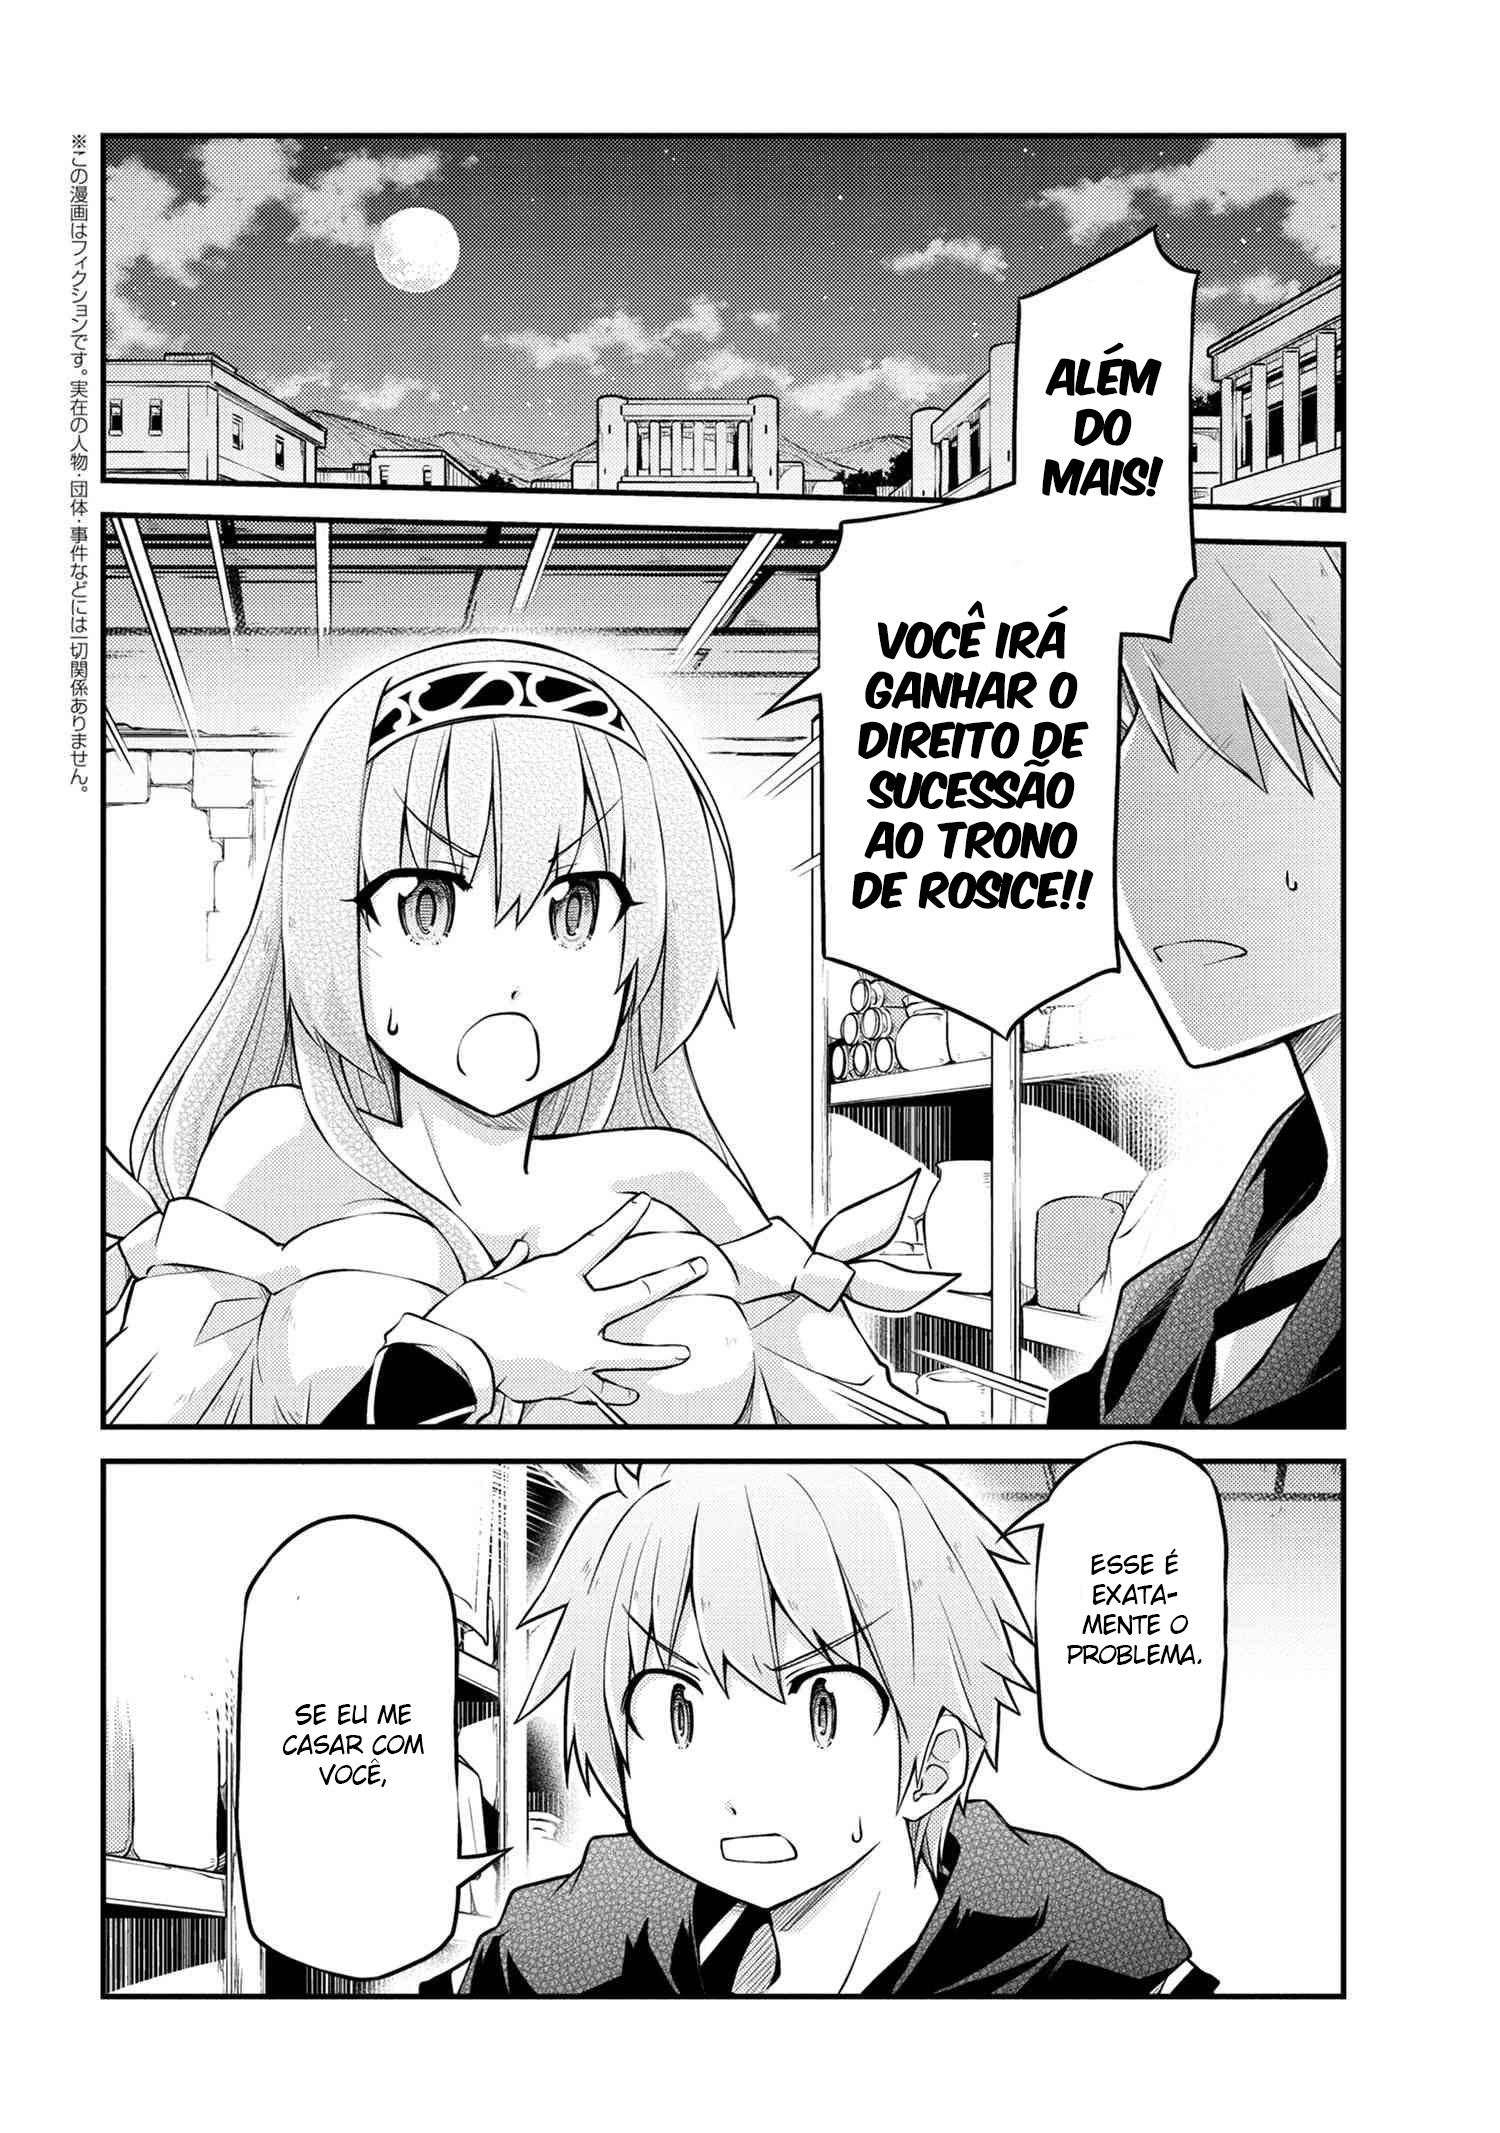 ALÉM
DO
MAIS!
VOCÊ IRÁ
GANHAR O
DIREITO DE
SUCESSÃO
AO TRONO
DE ROSICE!!
ESSE É
EXATA-
MENTE O
PROBLEMA.
SE EU ME
CASAR COM
VOCÊ,
※この漫画はフィクションです。実在の人物・団体・事件などには一切関係ありません。